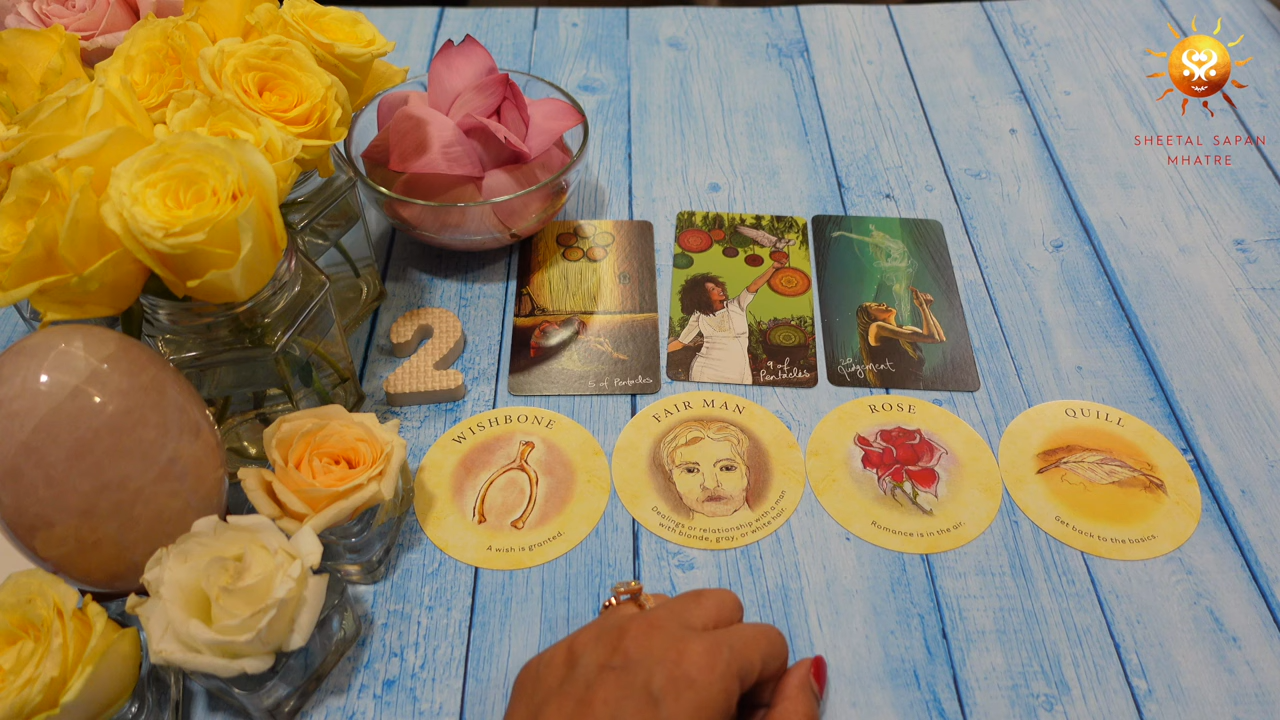 SHEETAL SAPAN
MHATRE
2
5 of Pentacles
9 of
Pentacles
20
Judgement
WISHBONE
A wish is granted.
FAIR MAN
Dealings or relationship with a man
with blonde, gray, or white hair.
ROSE
Romance is in the air.
QUILL
Get back to the basics.